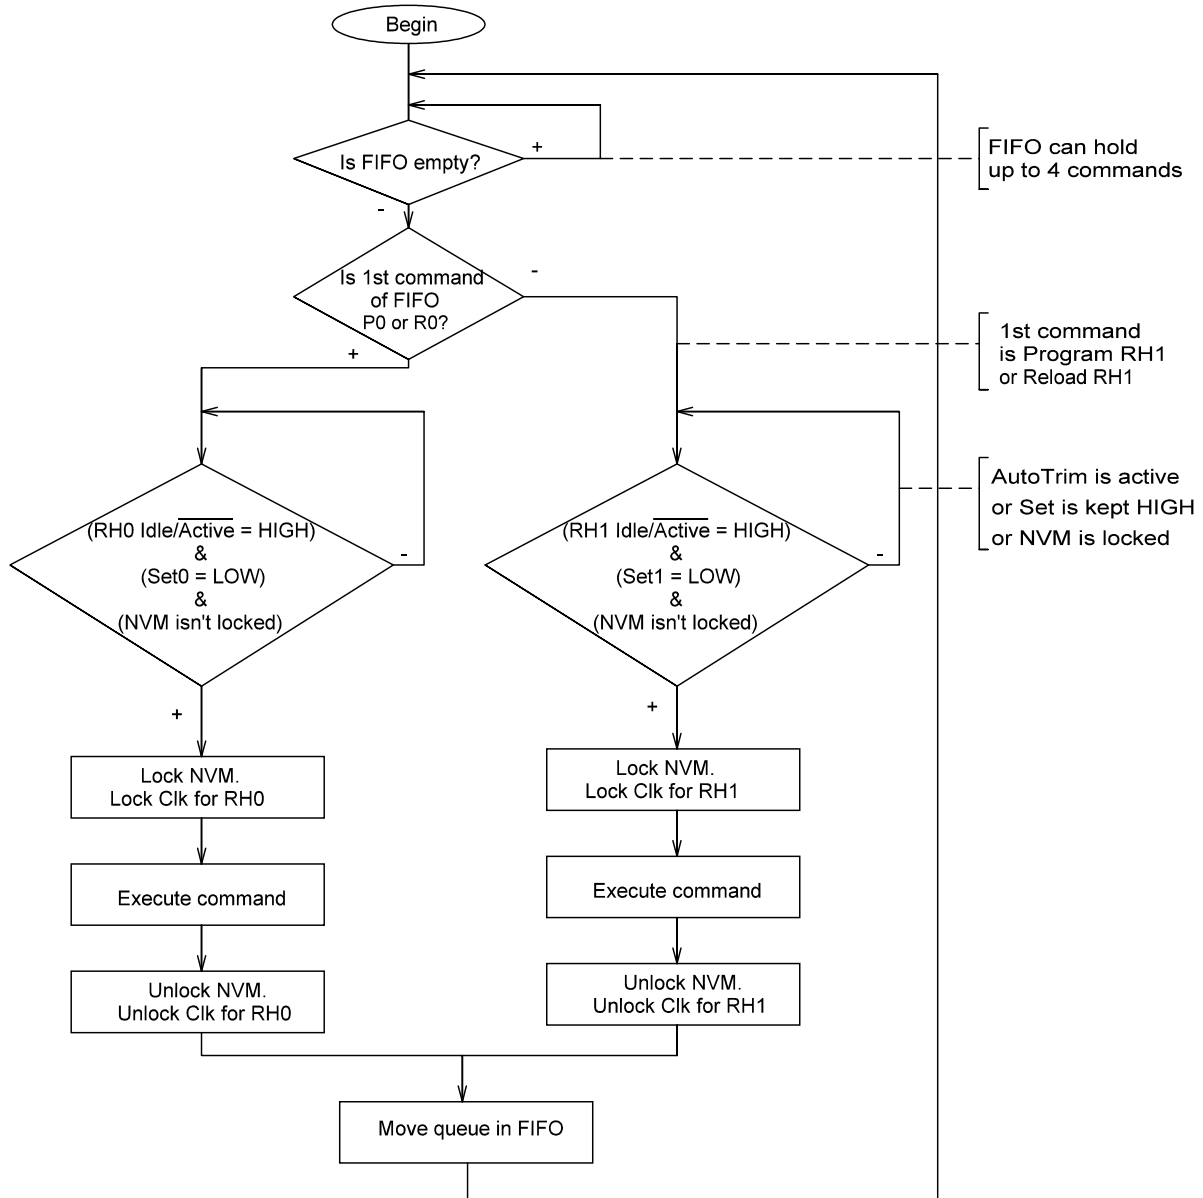 Begin
Is FIFO empty?
+
-
FIFO can hold
up to 4 commands
Is 1st command
of FIFO
P0 or R0?
-
+
1st command
is Program RH1
or Reload RH1
(RH0 Idle/Active = HIGH)
&
(Set0 = LOW)
&
(NVM isn't locked)
-
+
(RH1 Idle/Active = HIGH)
&
(Set1 = LOW)
&
(NVM isn't locked)
-
+
AutoTrim is active
or Set is kept HIGH
or NVM is locked
Lock NVM.
Lock Clk for RH0
Execute command
Unlock NVM.
Unlock Clk for RH0
Lock NVM.
Lock Clk for RH1
Execute command
Unlock NVM.
Unlock Clk for RH1
Move queue in FIFO